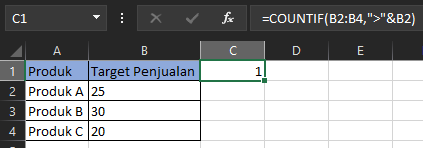 C1 fx =COUNTIF(B2:B4,">"&B2)
A B C D E F
1 Produk Target Penjualan 1
2 Produk A 25
3 Produk B 30
4 Produk C 20